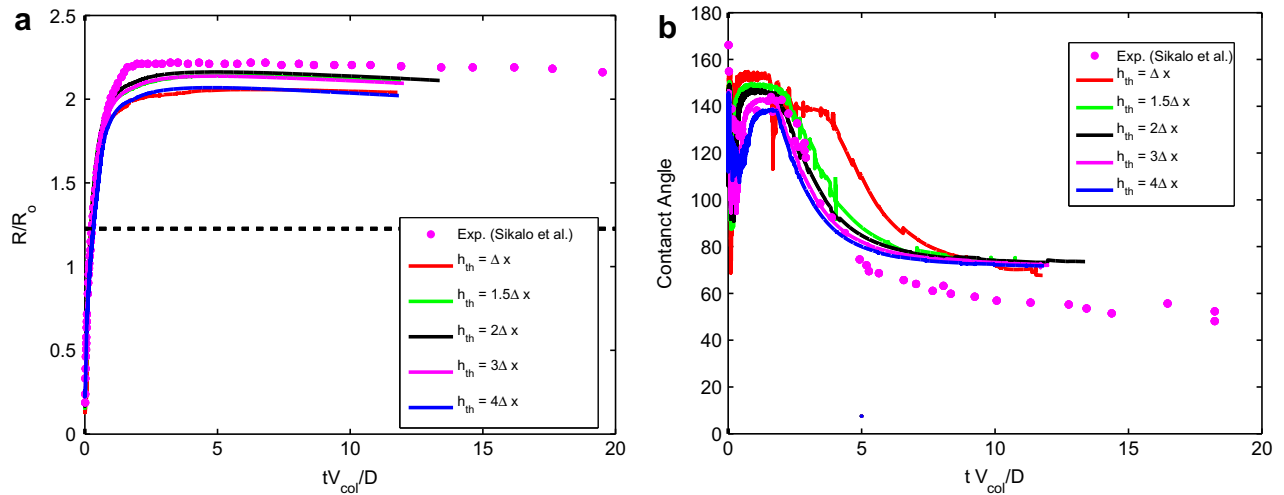 a
2.5
2
1.5
1
0.5
0
R/R_o
0 5 10 15 20
tV_col/D
Exp. (Sikalo et al.)
h_th = Δ x
h_th = 1.5Δ x
h_th = 2Δ x
h_th = 3Δ x
h_th = 4Δ x
b
180
160
140
120
100
80
60
40
20
0
Contanct Angle
0 5 10 15 20
t V_col/D
Exp. (Sikalo et al.)
h_th = Δ x
h_th = 1.5Δ x
h_th = 2Δ x
h_th = 3Δ x
h_th = 4Δ x